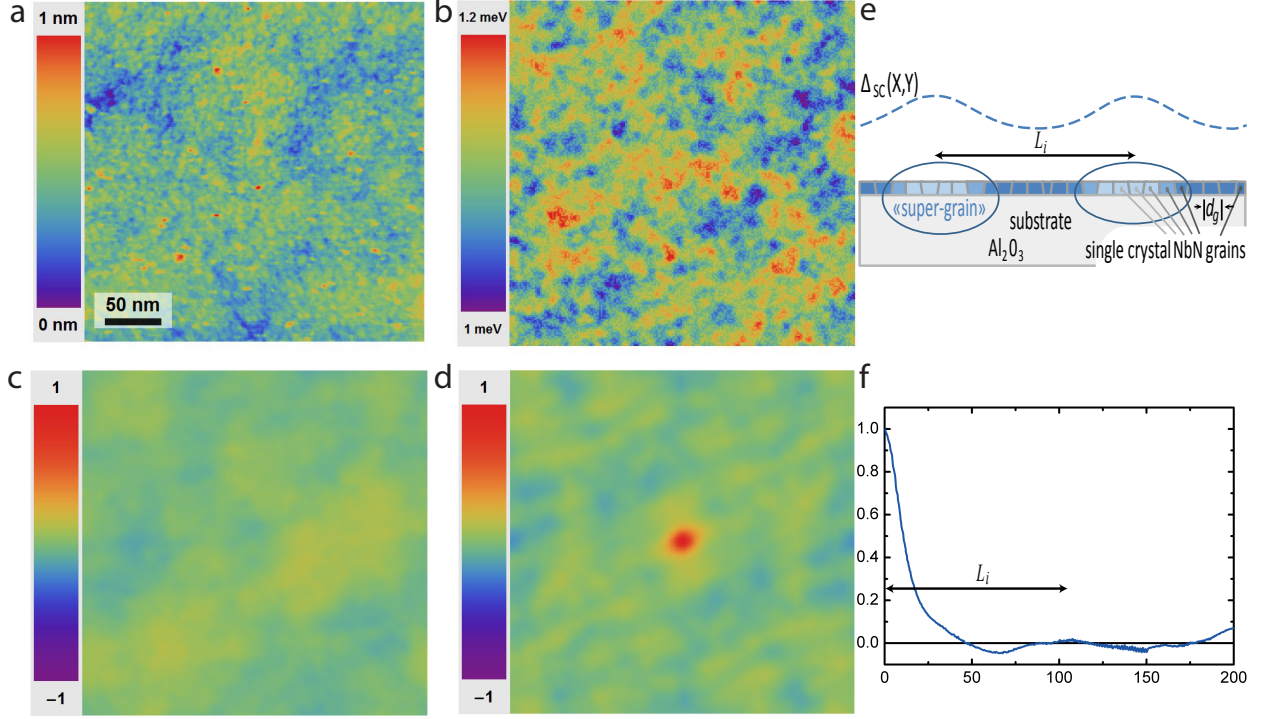 a
1 nm
0 nm
50 nm
b
1.2 meV
1 meV
e
Δ_SC(X,Y)
L_i
«super-grain»
substrate
Al₂O₃
|d_g|
single crystal NbN grains
c
1
−1
d
1
−1
f
1.0
0.8
0.6
0.4
0.2
0.0
L_i
0 50 100 150 200